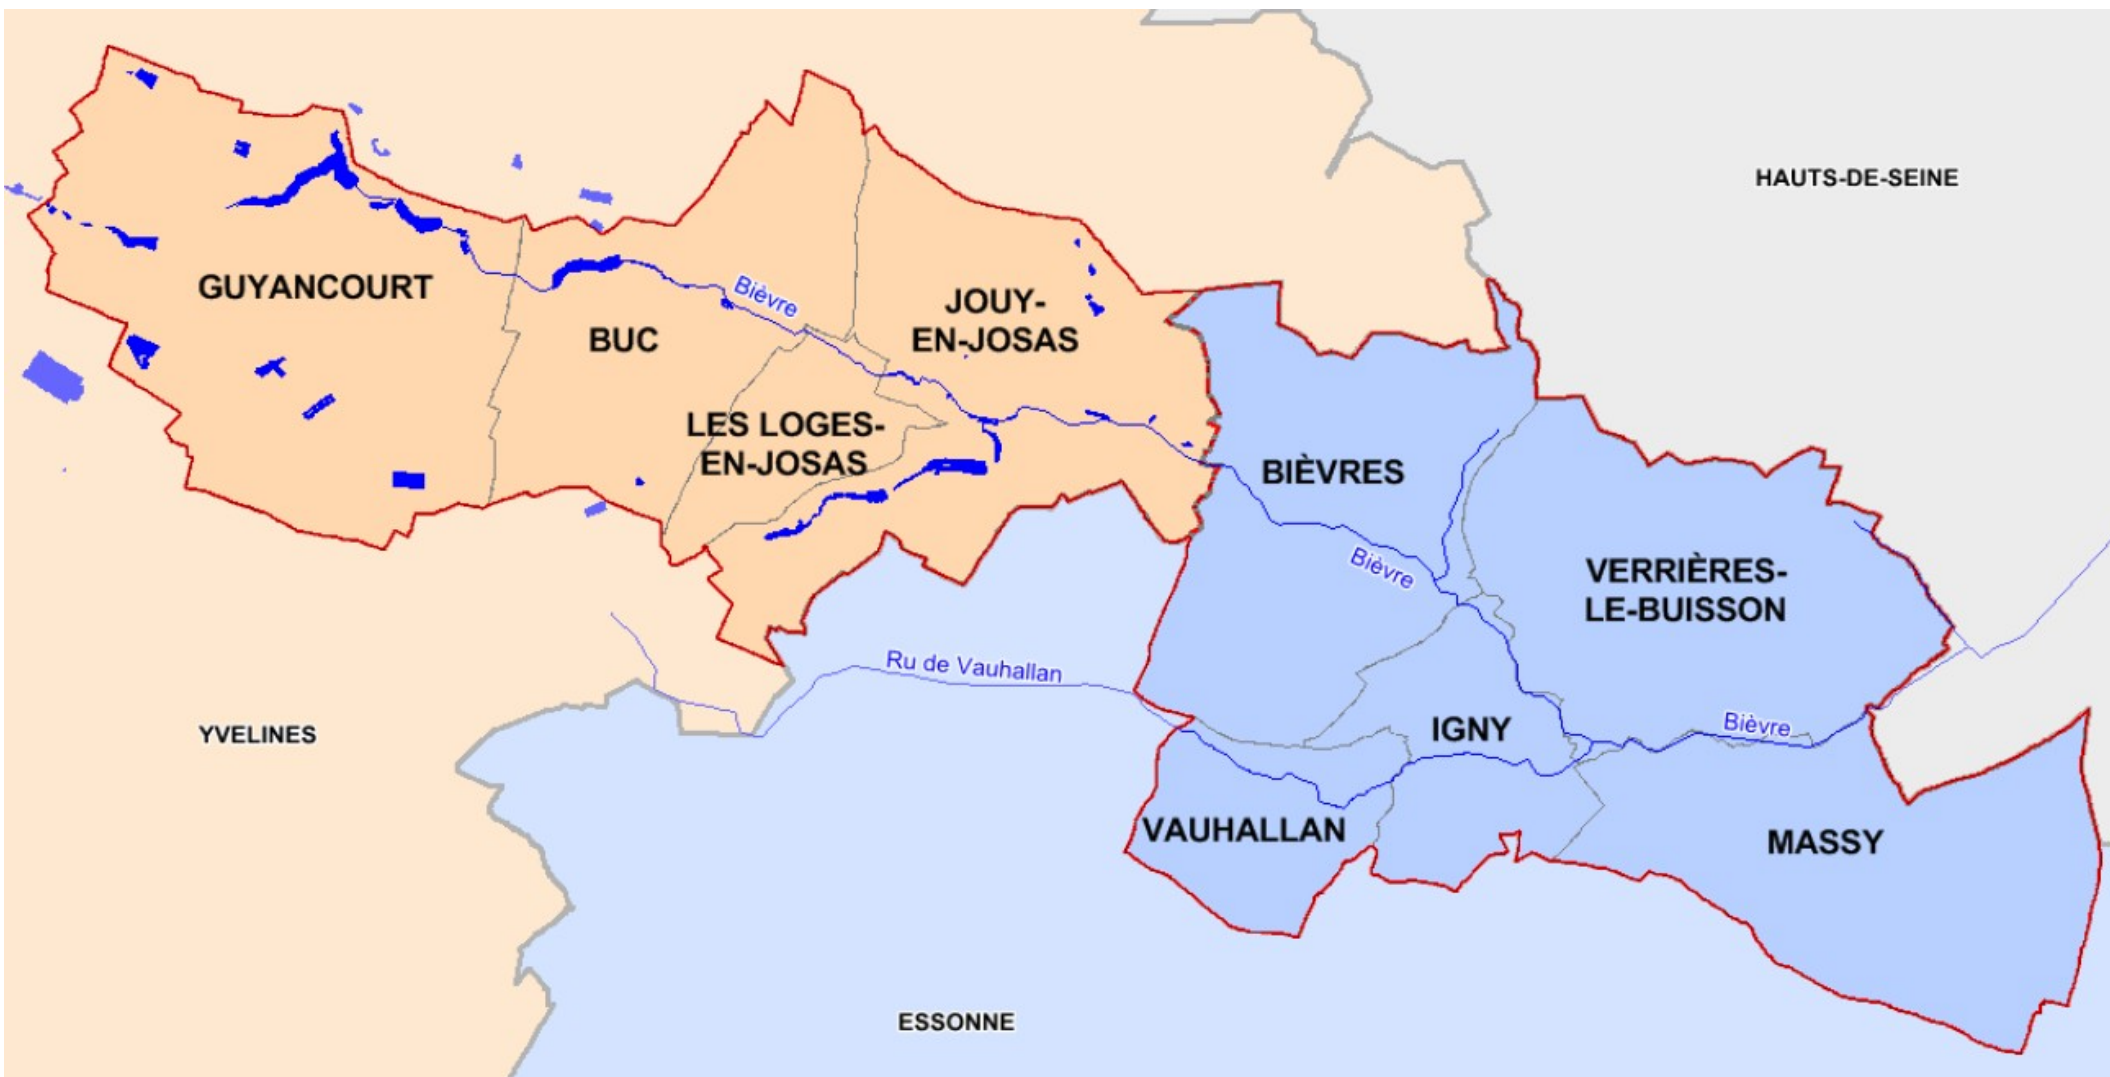 HAUTS-DE-SEINE
GUYANCOURT
Bièvre
JOUY-
EN-JOSAS
BUC
LES LOGES-
EN-JOSAS
BIÈVRES
Bièvre
VERRIÈRES-
LE-BUISSON
Ru de Vauhallan
YVELINES
IGNY
Bièvre
VAUHALLAN
MASSY
ESSONNE